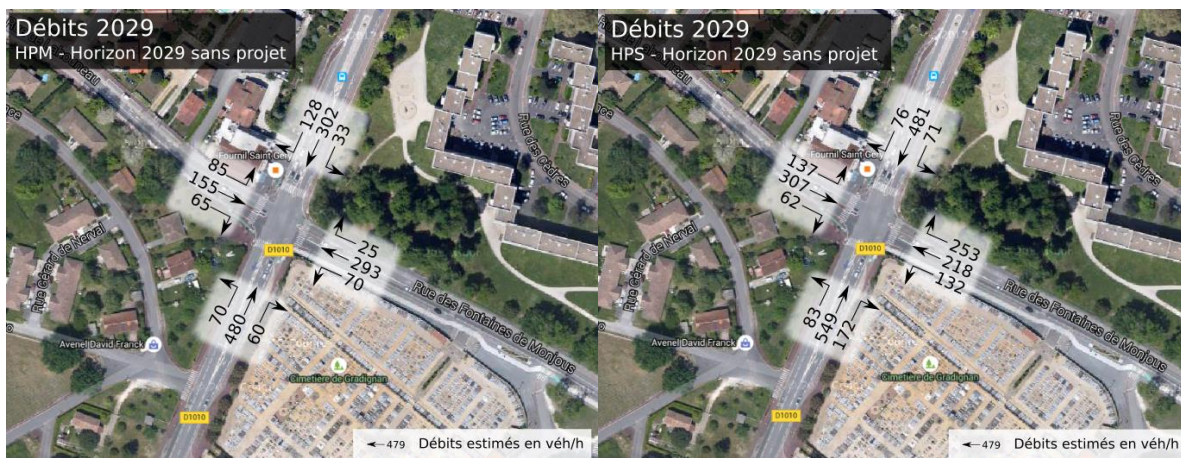 Débits 2029
HPM - Horizon 2029 sans projet
128
302
33
Fournil Saint Géry
85
155
65
Rue des Cèdres
Rue Gérard de Nerval
D1010
25
293
70
70
480
60
Rue des Fontaines de Monjous
Avenel David Franck
Cimetière de Gradignan
D1010
479 Débits estimés en véh/h
Débits 2029
HPS - Horizon 2029 sans projet
76
481
71
Fournil Saint Géry
137
307
62
Rue des Cèdres
Rue Gérard de Nerval
D1010
253
218
132
83
549
172
Rue des Fontaines de Monjous
Avenel David Franck
Cimetière de Gradignan
D1010
479 Débits estimés en véh/h